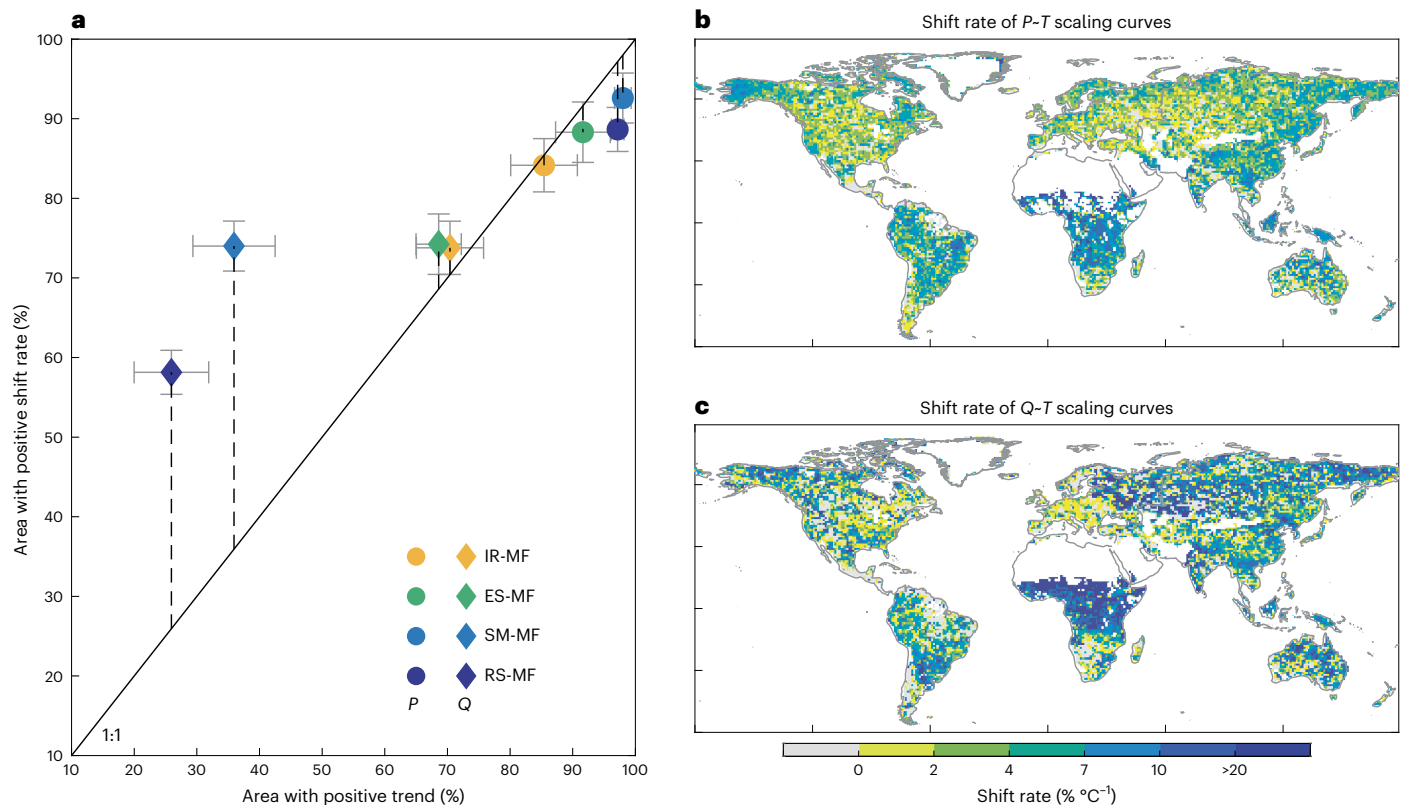 a
100
90
80
70
60
50
40
30
20
10
Area with positive shift rate (%)
1:1
IR-MF
ES-MF
SM-MF
RS-MF
P Q
10 20 30 40 50 60 70 80 90 100
Area with positive trend (%)
b
Shift rate of P-T scaling curves
c
Shift rate of Q-T scaling curves
0 2 4 7 10 >20
Shift rate (% °C⁻¹)